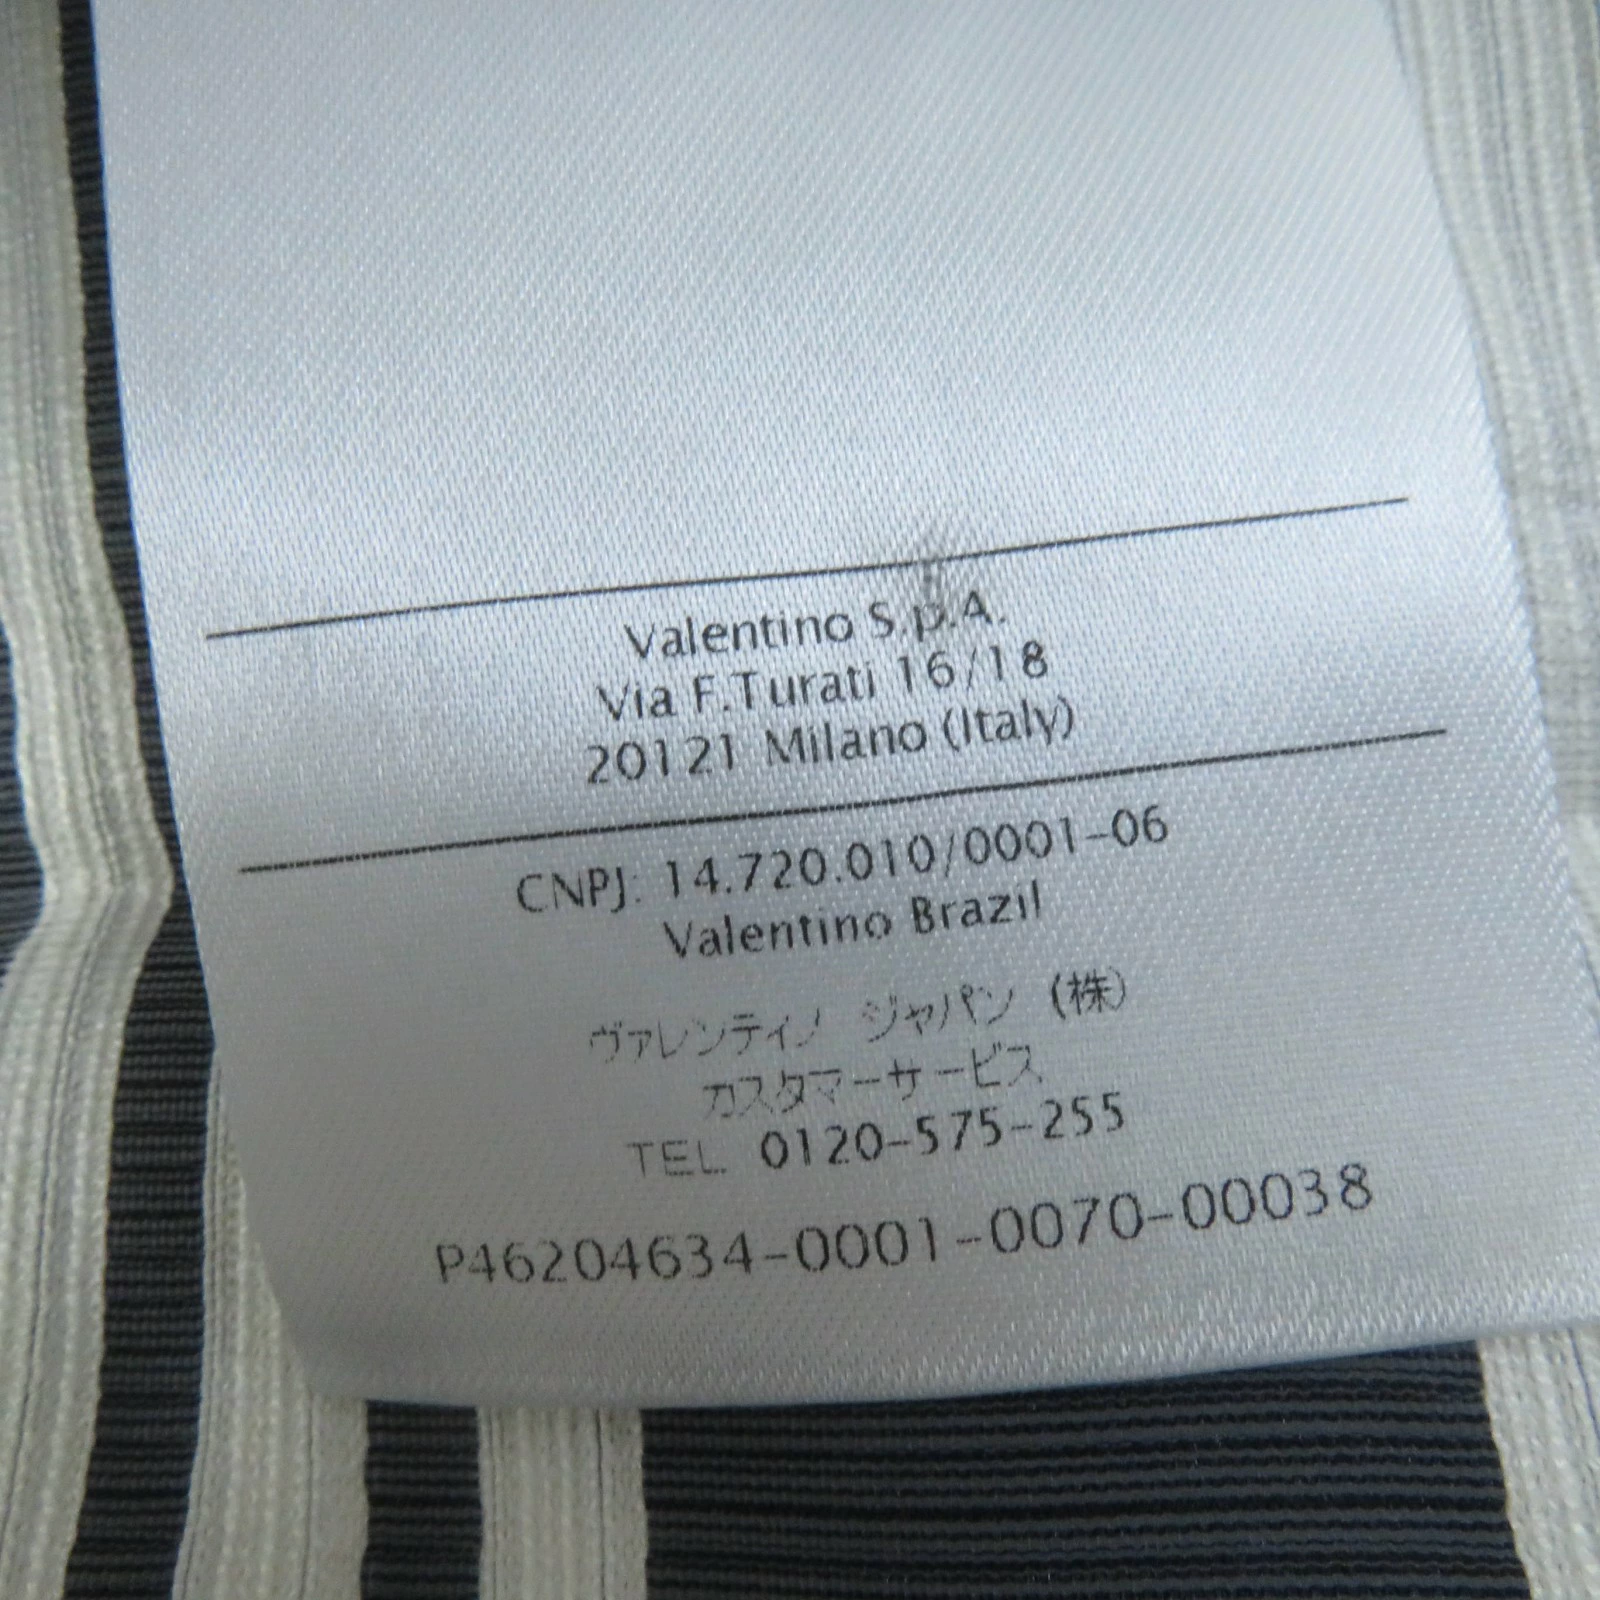 Valentino S.p.A.
Via F.Turati 16/18
20121 Milano (Italy)
CNPJ: 14.720.010/0001-06
Valentino Brazil
ヴァレンティノ ジャパン (株)
カスタマーサービス
TEL. 0120-575-255
P46204634-0001-0070-00038